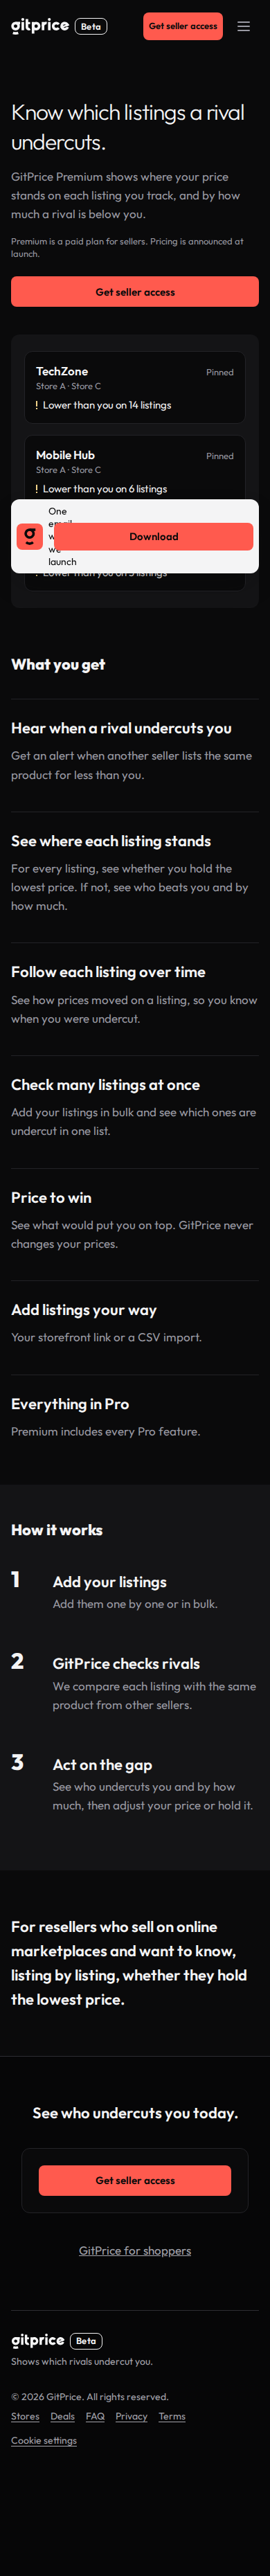 gitprice Beta Get seller access
Know which listings a rival
undercuts.
GitPrice Premium shows where your price
stands on each listing you track, and by how
much a rival is below you.
Premium is a paid plan for sellers. Pricing is announced at
launch.
Get seller access
TechZone Pinned
Store A · Store C
! Lower than you on 14 listings
Mobile Hub Pinned
Store A · Store C
! Lower than you on 6 listings
One
email
we
launch
g Download
What you get
Hear when a rival undercuts you
Get an alert when another seller lists the same
product for less than you.
See where each listing stands
For every listing, see whether you hold the
lowest price. If not, see who beats you and by
how much.
Follow each listing over time
See how prices moved on a listing, so you know
when you were undercut.
Check many listings at once
Add your listings in bulk and see which ones are
undercut in one list.
Price to win
See what would put you on top. GitPrice never
changes your prices.
Add listings your way
Your storefront link or a CSV import.
Everything in Pro
Premium includes every Pro feature.
How it works
1 Add your listings
Add them one by one or in bulk.
2 GitPrice checks rivals
We compare each listing with the same
product from other sellers.
3 Act on the gap
See who undercuts you and by how
much, then adjust your price or hold it.
For resellers who sell on online
marketplaces and want to know,
listing by listing, whether they hold
the lowest price.
See who undercuts you today.
Get seller access
GitPrice for shoppers
gitprice Beta
Shows which rivals undercut you.
© 2026 GitPrice. All rights reserved.
Stores Deals FAQ Privacy Terms
Cookie settings